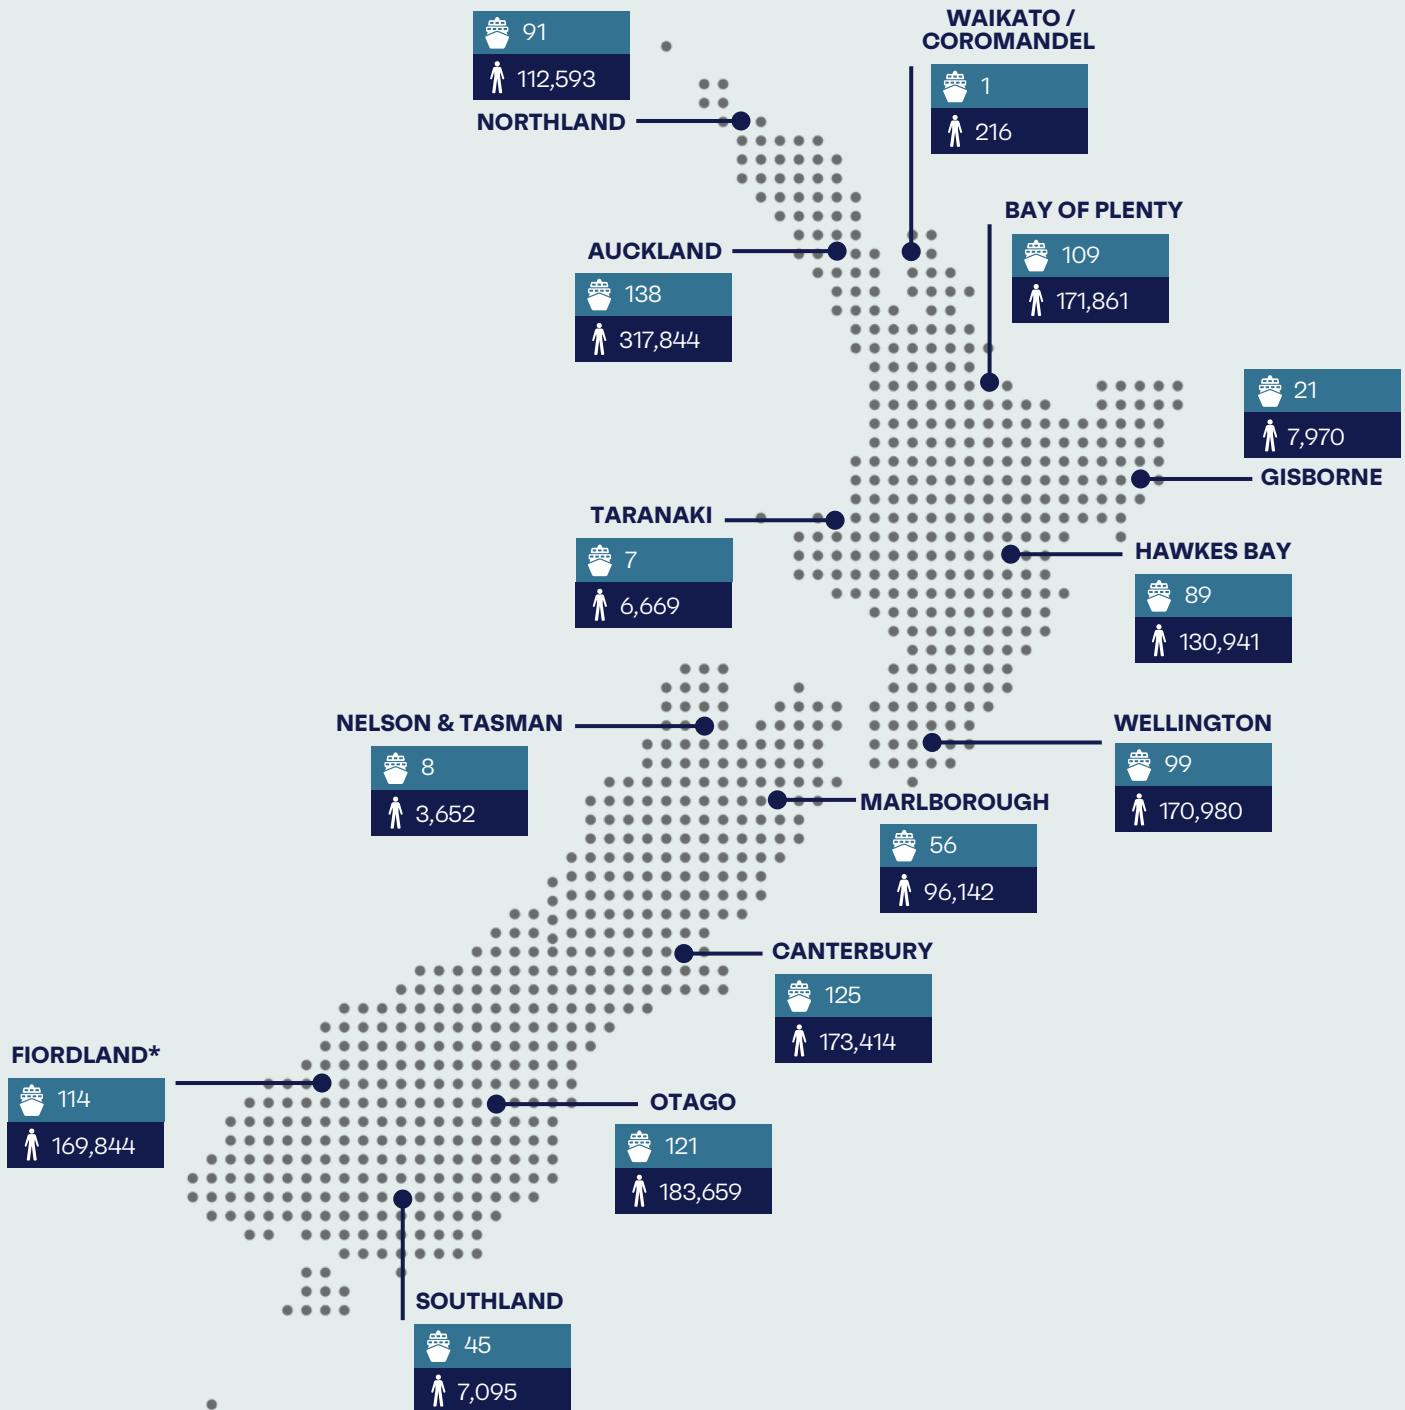 91
112,593
NORTHLAND
WAIKATO /
COROMANDEL
1
216
BAY OF PLENTY
109
171,861
AUCKLAND
138
317,844
21
7,970
GISBORNE
TARANAKI
7
6,669
HAWKES BAY
89
130,941
NELSON & TASMAN
8
3,652
WELLINGTON
99
170,980
MARLBOROUGH
56
96,142
CANTERBURY
125
173,414
FIORDLAND*
114
169,844
OTAGO
121
183,659
SOUTHLAND
45
7,095